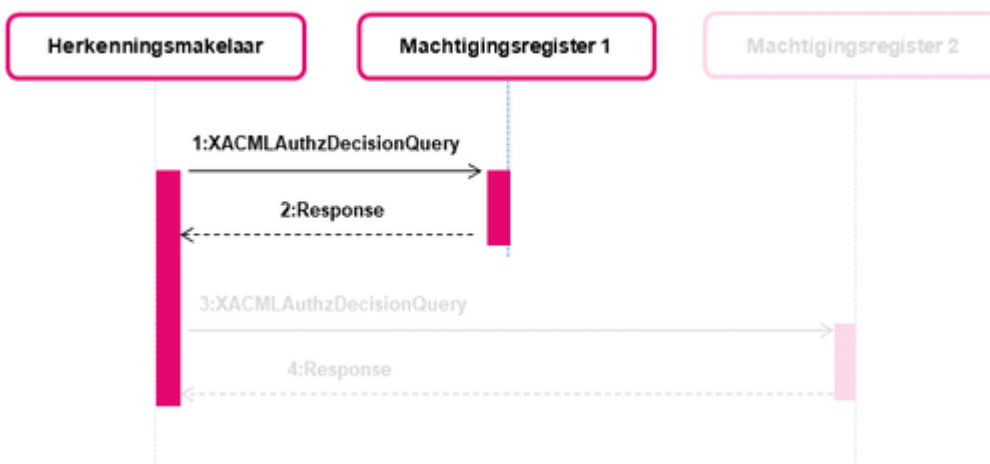 Herkenningsmakelaar
Machtigingsregister 1
Machtigingsregister 2
1:XACMLAuthzDecisionQuery
2:Response
3:XACMLAuthzDecisionQuery
4:Response